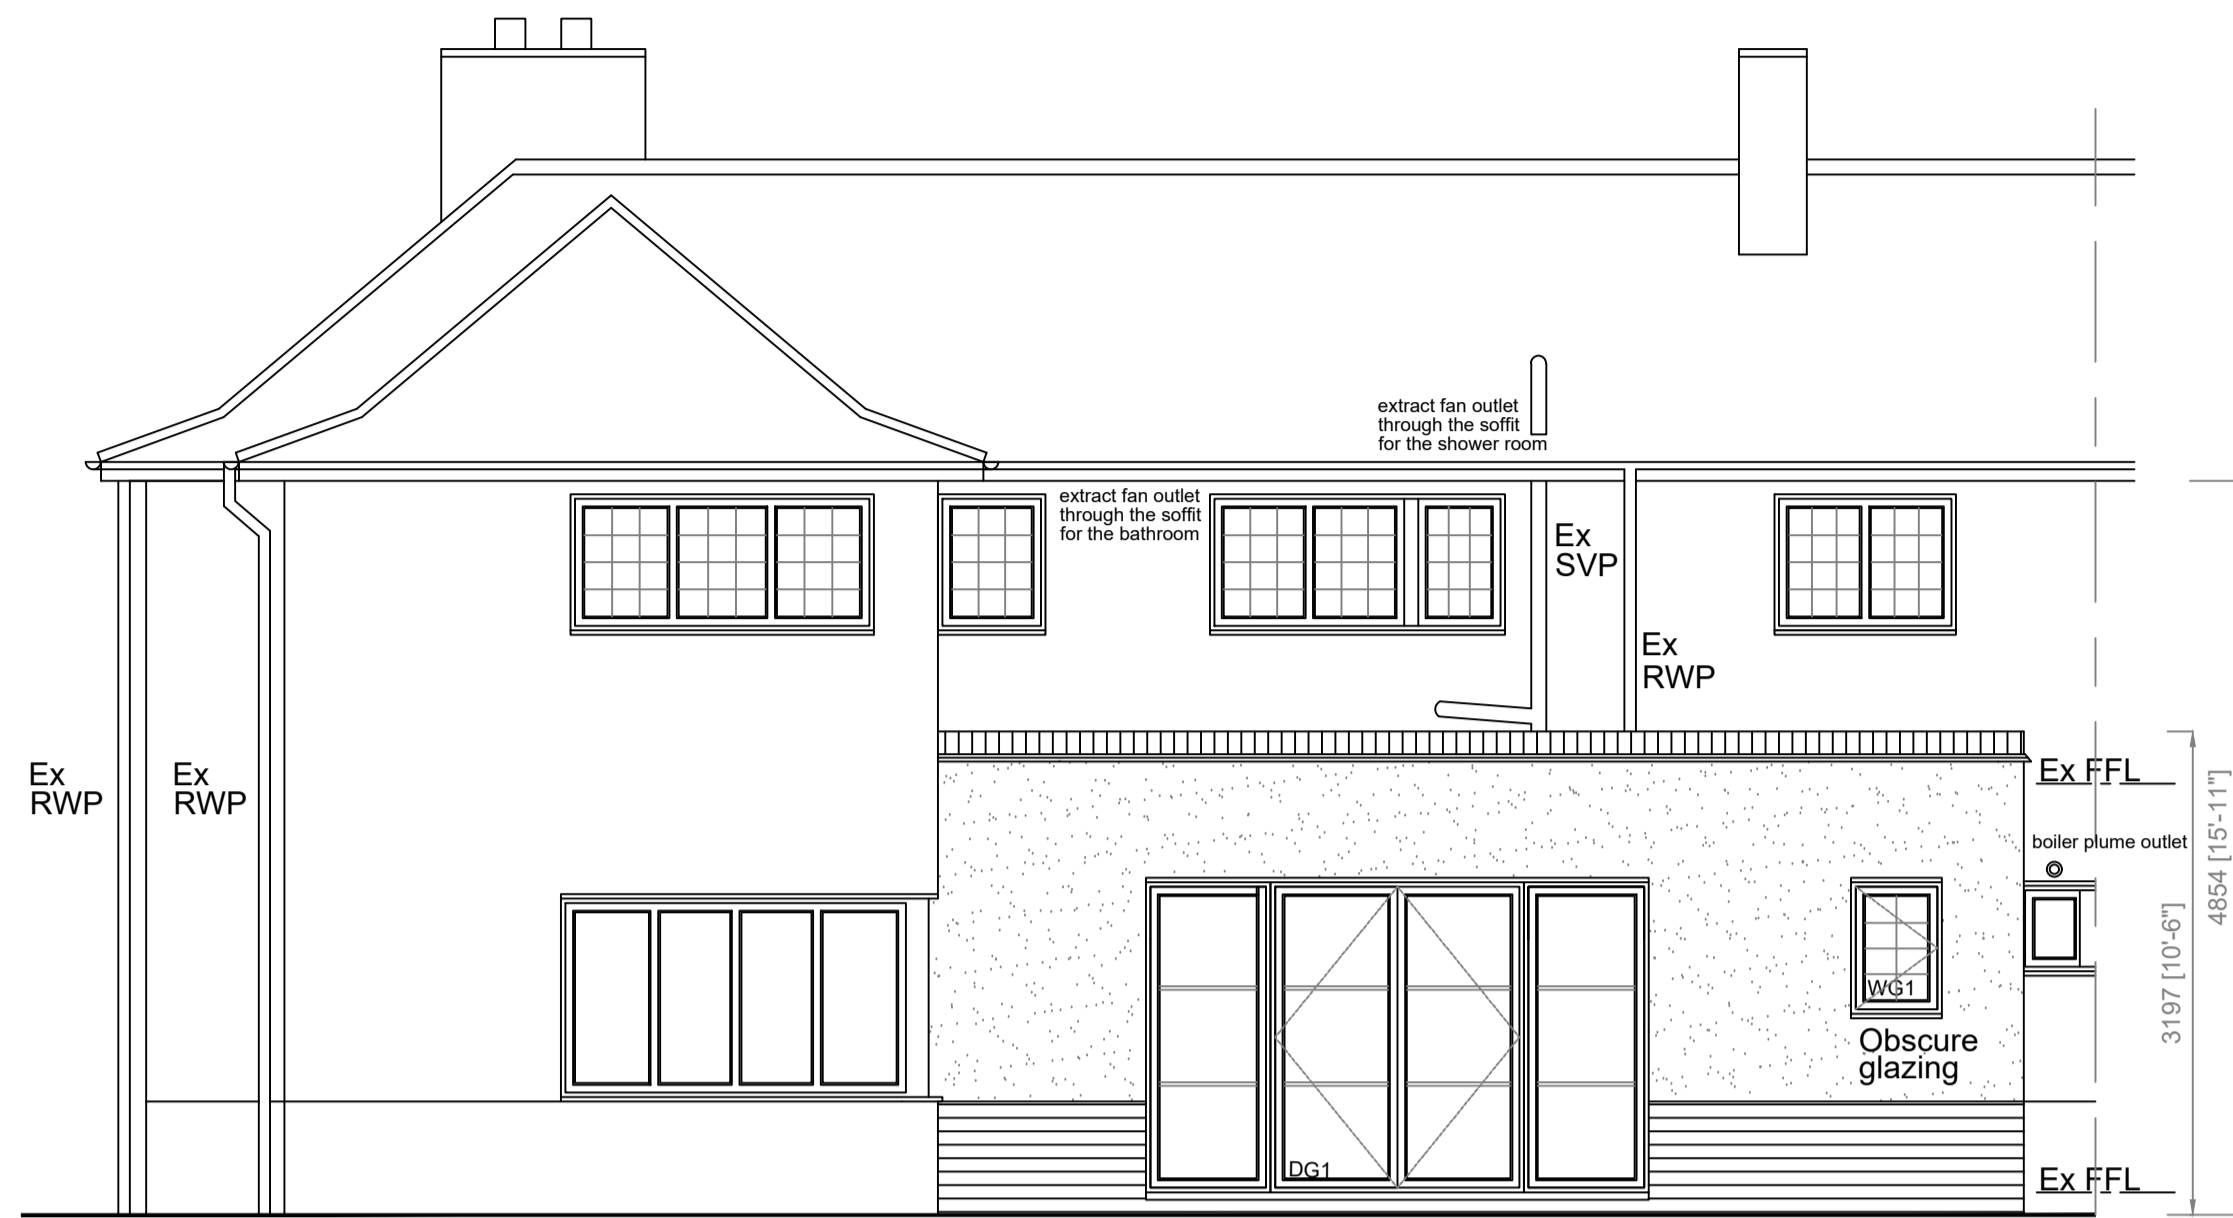 extract fan outlet
through the soffit
for the shower room
extract fan outlet
through the soffit
for the bathroom
Ex
SVP
Ex
RWP
Ex
RWP
Ex
RWP
Ex FFL
boiler plume outlet
4854 [15'-11"]
3197 [10'-6"]
WG1
Obscure
glazing
DG1
Ex FFL